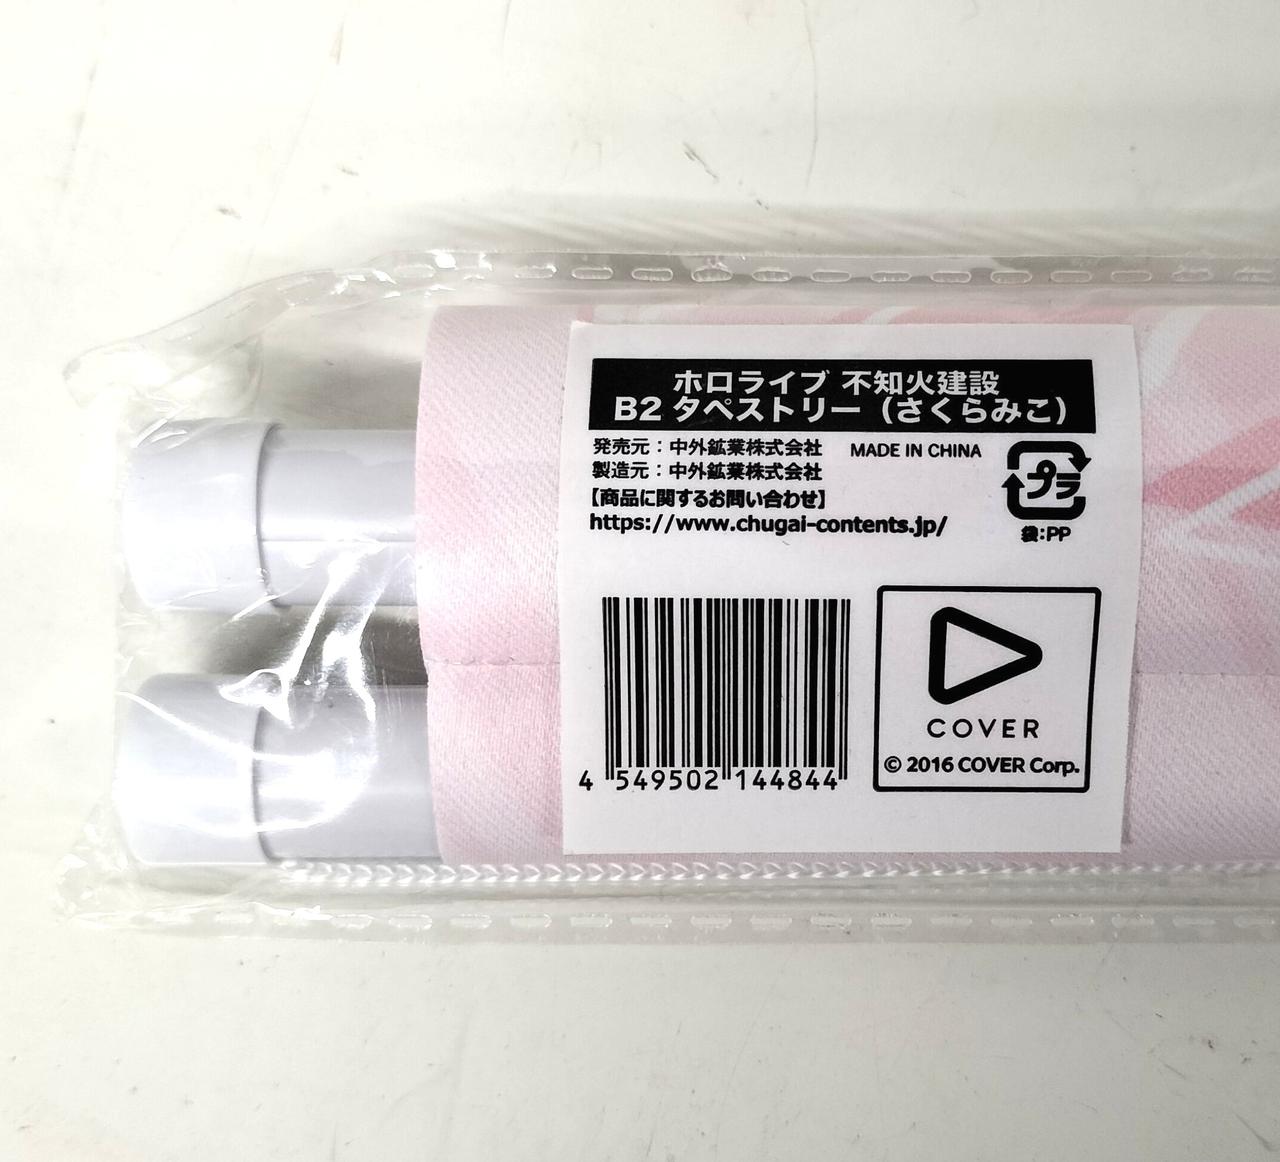 ホロライブ 不知火建設
B2 タペストリー（さくらみこ）
発売元：中外鉱業株式会社 MADE IN CHINA
製造元：中外鉱業株式会社
【商品に関するお問い合わせ】
https://www.chugai-contents.jp/
プラ
袋:PP
4 549502 144844
COVER
© 2016 COVER Corp.